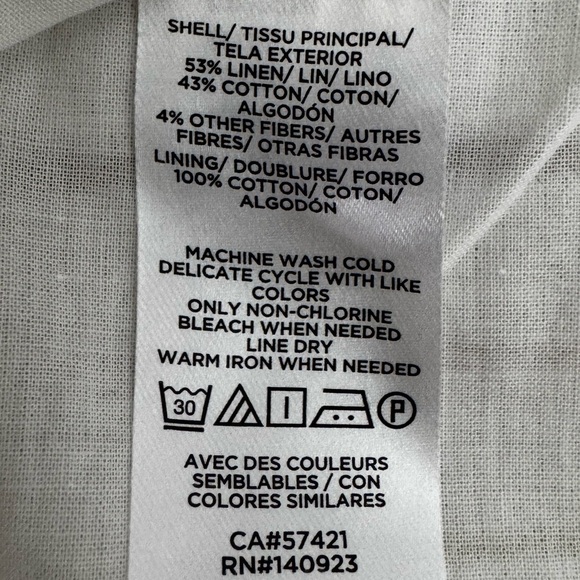 SHELL/ TISSU PRINCIPAL/
TELA EXTERIOR
53% LINEN/ LIN/ LINO
43% COTTON/ COTON/
ALGODÓN
4% OTHER FIBERS/ AUTRES
FIBRES/ OTRAS FIBRAS
LINING/ DOUBLURE/ FORRO
100% COTTON/ COTON/
ALGODÓN
MACHINE WASH COLD
DELICATE CYCLE WITH LIKE
COLORS
ONLY NON-CHLORINE
BLEACH WHEN NEEDED
LINE DRY
WARM IRON WHEN NEEDED
30 P
AVEC DES COULEURS
SEMBLABLES / CON
COLORES SIMILARES
CA#57421
RN#140923